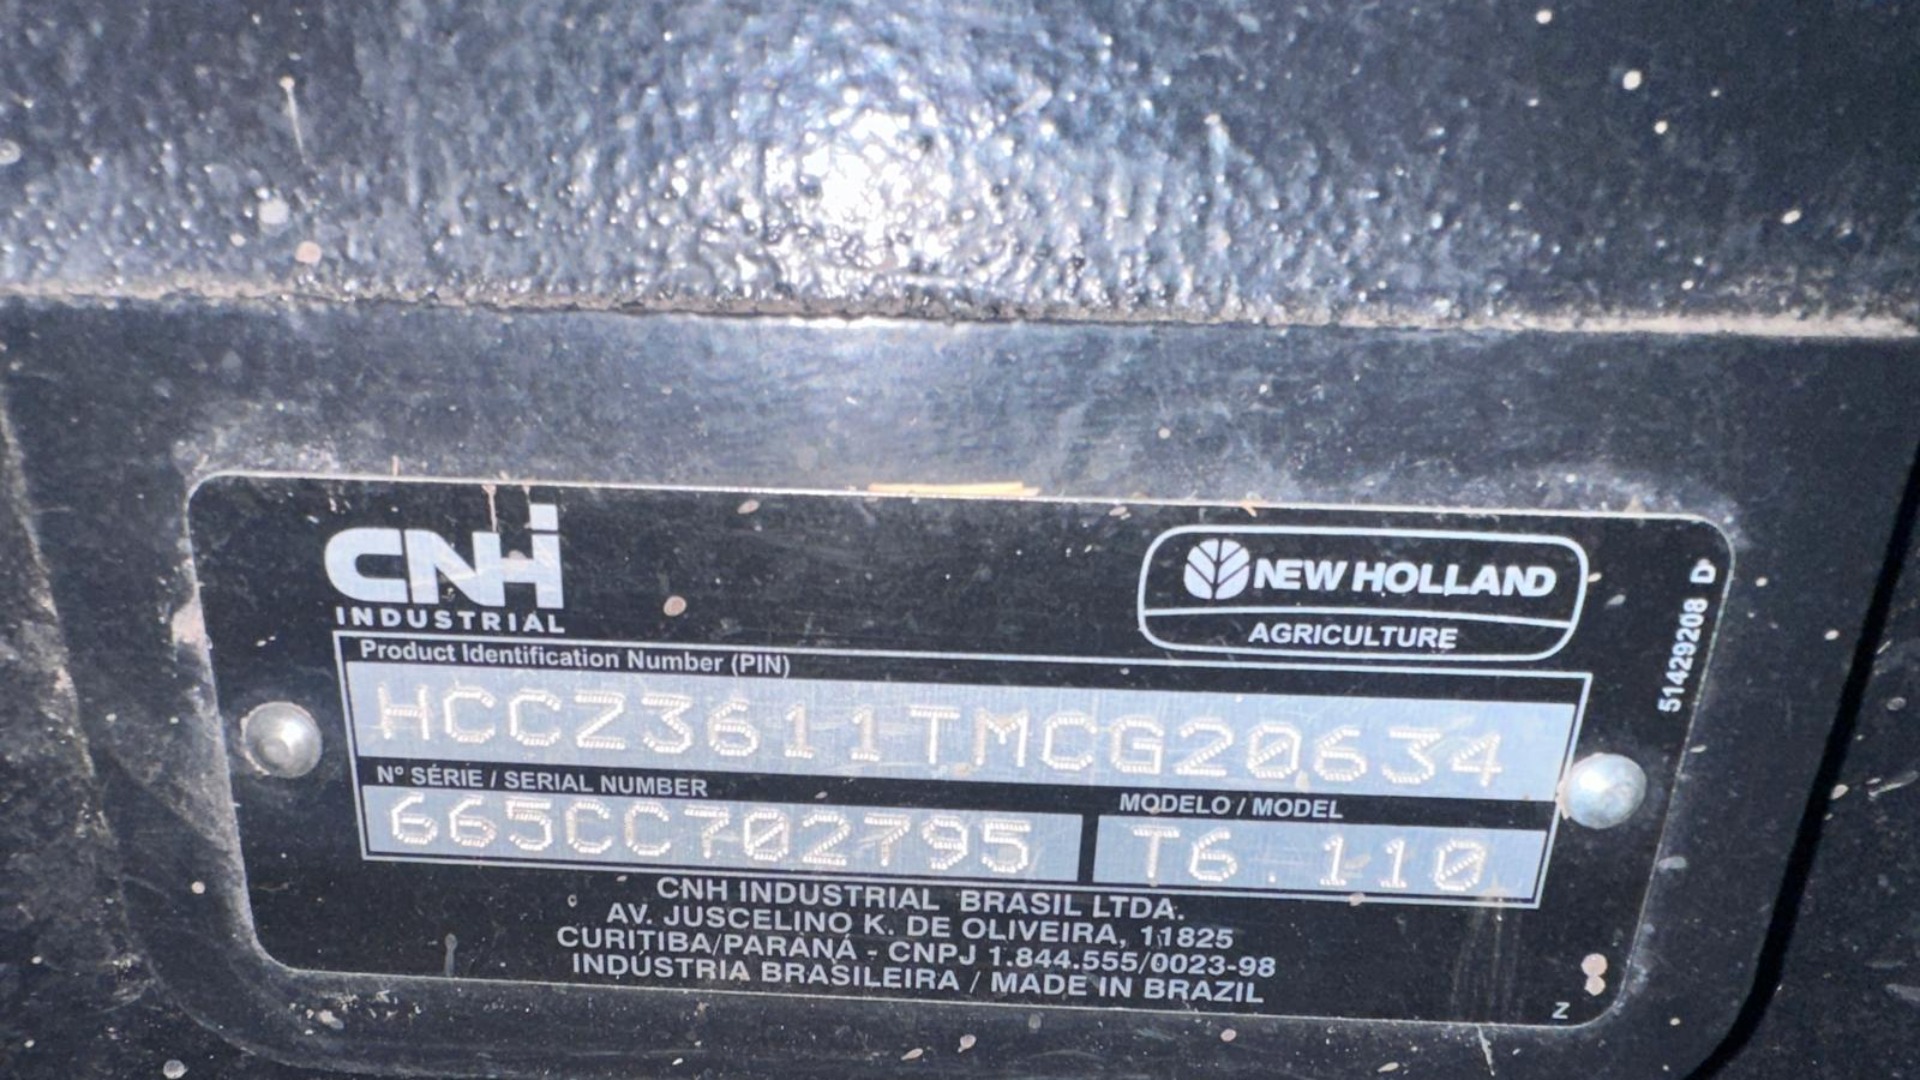 CNH
INDUSTRIAL
NEW HOLLAND
AGRICULTURE
51429208 D
Product Identification Number (PIN)
HCCZ3611TMCG20634
Nº SÉRIE / SERIAL NUMBER
665CC702795
MODELO / MODEL
T6.110
CNH INDUSTRIAL BRASIL LTDA.
AV. JUSCELINO K. DE OLIVEIRA, 11825
CURITIBA/PARANÁ - CNPJ 1.844.555/0023-98
INDÚSTRIA BRASILEIRA / MADE IN BRAZIL
Z